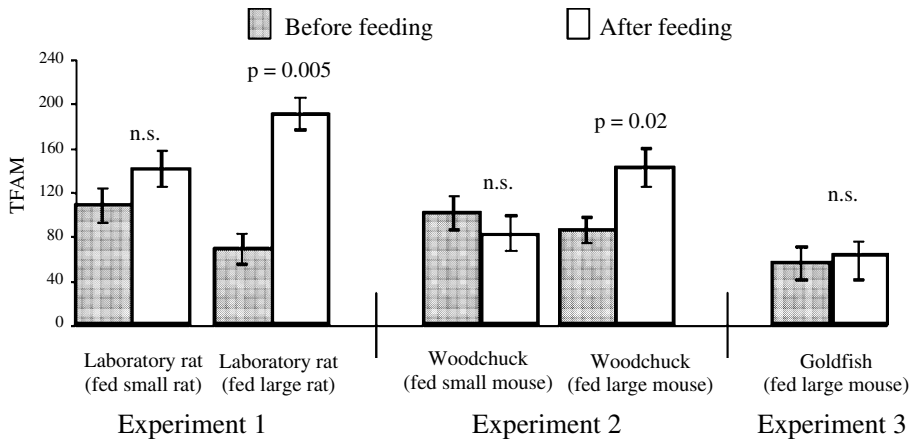 Before feeding
After feeding
240
200
160
120
80
40
0
TFAM
n.s.
p = 0.005
n.s.
p = 0.02
n.s.
Laboratory rat
(fed small rat)
Laboratory rat
(fed large rat)
Woodchuck
(fed small mouse)
Woodchuck
(fed large mouse)
Goldfish
(fed large mouse)
Experiment 1
Experiment 2
Experiment 3